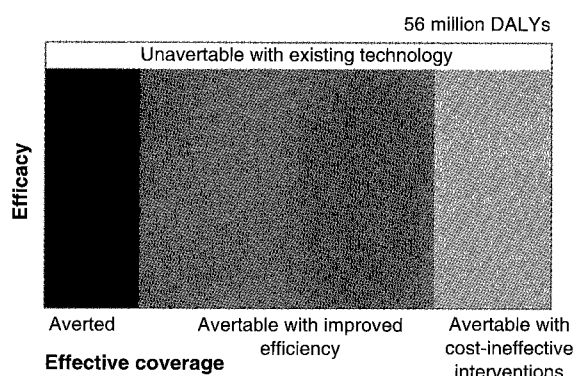 56 million DALYs
Unavertable with existing technology
Efficacy
Averted
Avertable with improved
efficiency
Avertable with
cost-ineffective
interventions
Effective coverage